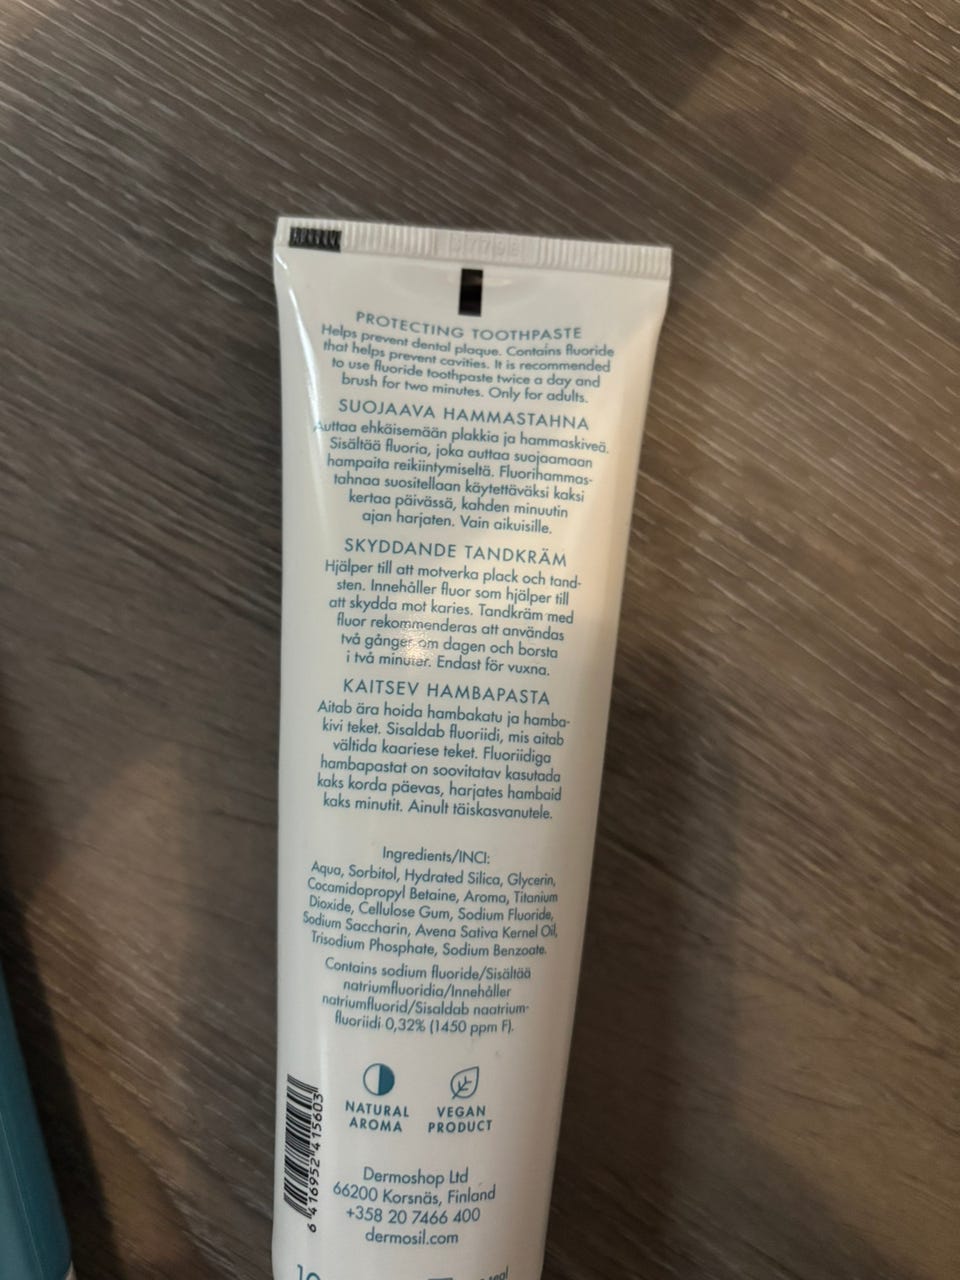 PROTECTING TOOTHPASTE
Helps prevent dental plaque. Contains fluoride
that helps prevent cavities. It is recommended
to use fluoride toothpaste twice a day and
brush for two minutes. Only for adults.
SUOJAAVA HAMMASTAHNA
Auttaa ehkäisemään plakkia ja hammaskiveä.
Sisältää fluoria, joka auttaa suojaamaan
hampaita reikiintymiseltä. Fluorihammas-
tahnaa suositellaan käytettäväksi kaksi
kertaa päivässä, kahden minuutin
ajan harjaten. Vain aikuisille.
SKYDDANDE TANDKRÄM
Hjälper till att motverka plack och tand-
sten. Innehåller fluor som hjälper till
att skydda mot karies. Tandkräm med
fluor rekommenderas att användas
två gånger om dagen och borsta
i två minuter. Endast för vuxna.
KAITSEV HAMBAPASTA
Aitab ära hoida hambakatu ja hamba-
kivi teket. Sisaldab fluoriidi, mis aitab
vältida kaariese teket. Fluoriidiga
hambapastat on soovitatav kasutada
kaks korda päevas, harjates hambaid
kaks minutit. Ainult täiskasvanutele.
Ingredients/INCI:
Aqua, Sorbitol, Hydrated Silica, Glycerin,
Cocamidopropyl Betaine, Aroma, Titanium
Dioxide, Cellulose Gum, Sodium Fluoride,
Sodium Saccharin, Avena Sativa Kernel Oil,
Trisodium Phosphate, Sodium Benzoate.
Contains sodium fluoride/Sisältää
natriumfluoridia/Innehåller
natriumfluorid/Sisaldab naatrium-
fluoriidi 0,32% (1450 ppm F).
NATURAL
AROMA
VEGAN
PRODUCT
6 416952 415603
Dermoshop Ltd
66200 Korsnäs, Finland
+358 20 7466 400
dermosil.com